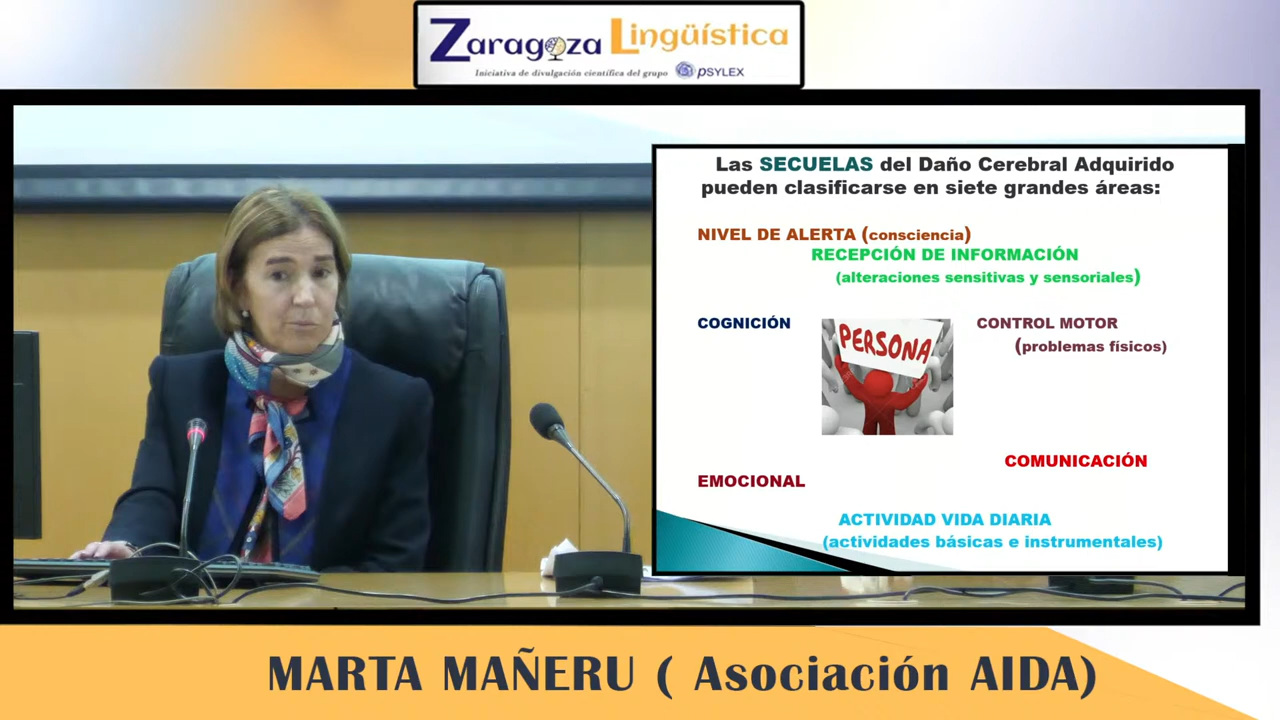 Zaragoza Lingüística
Iniciativa de divulgación científica del grupo PSYLEX
Las SECUELAS del Daño Cerebral Adquirido
pueden clasificarse en siete grandes áreas:
NIVEL DE ALERTA (consciencia)
RECEPCIÓN DE INFORMACIÓN
(alteraciones sensitivas y sensoriales)
COGNICIÓN
PERSONA
CONTROL MOTOR
(problemas físicos)
COMUNICACIÓN
EMOCIONAL
ACTIVIDAD VIDA DIARIA
(actividades básicas e instrumentales)
MARTA MAÑERU ( Asociación AIDA)